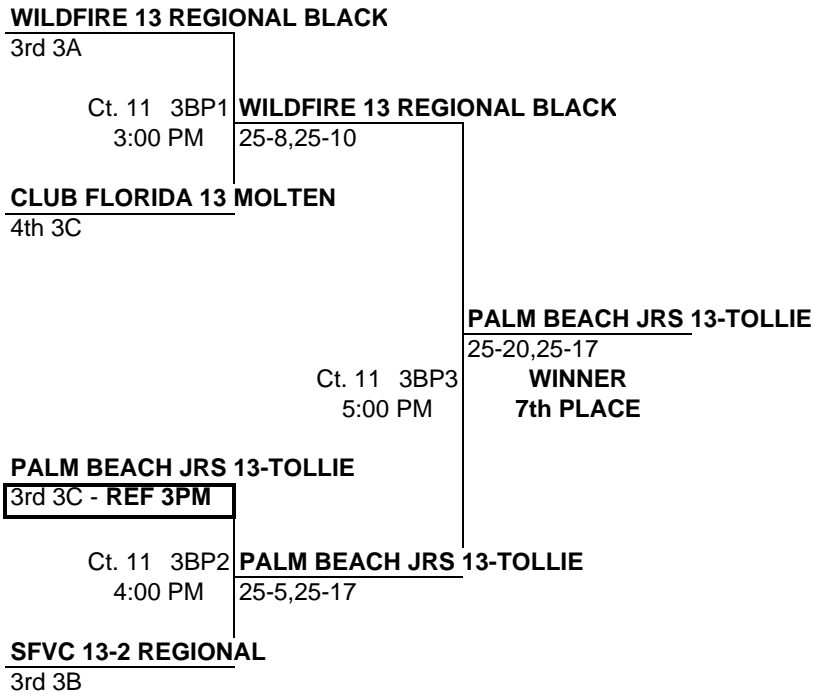 WILDFIRE 13 REGIONAL BLACK
3rd 3A
Ct. 11 3BP1 WILDFIRE 13 REGIONAL BLACK
3:00 PM 25-8,25-10
CLUB FLORIDA 13 MOLTEN
4th 3C
PALM BEACH JRS 13-TOLLIE
25-20,25-17
Ct. 11 3BP3 WINNER
5:00 PM 7th PLACE
PALM BEACH JRS 13-TOLLIE
3rd 3C - REF 3PM
Ct. 11 3BP2 PALM BEACH JRS 13-TOLLIE
4:00 PM 25-5,25-17
SFVC 13-2 REGIONAL
3rd 3B